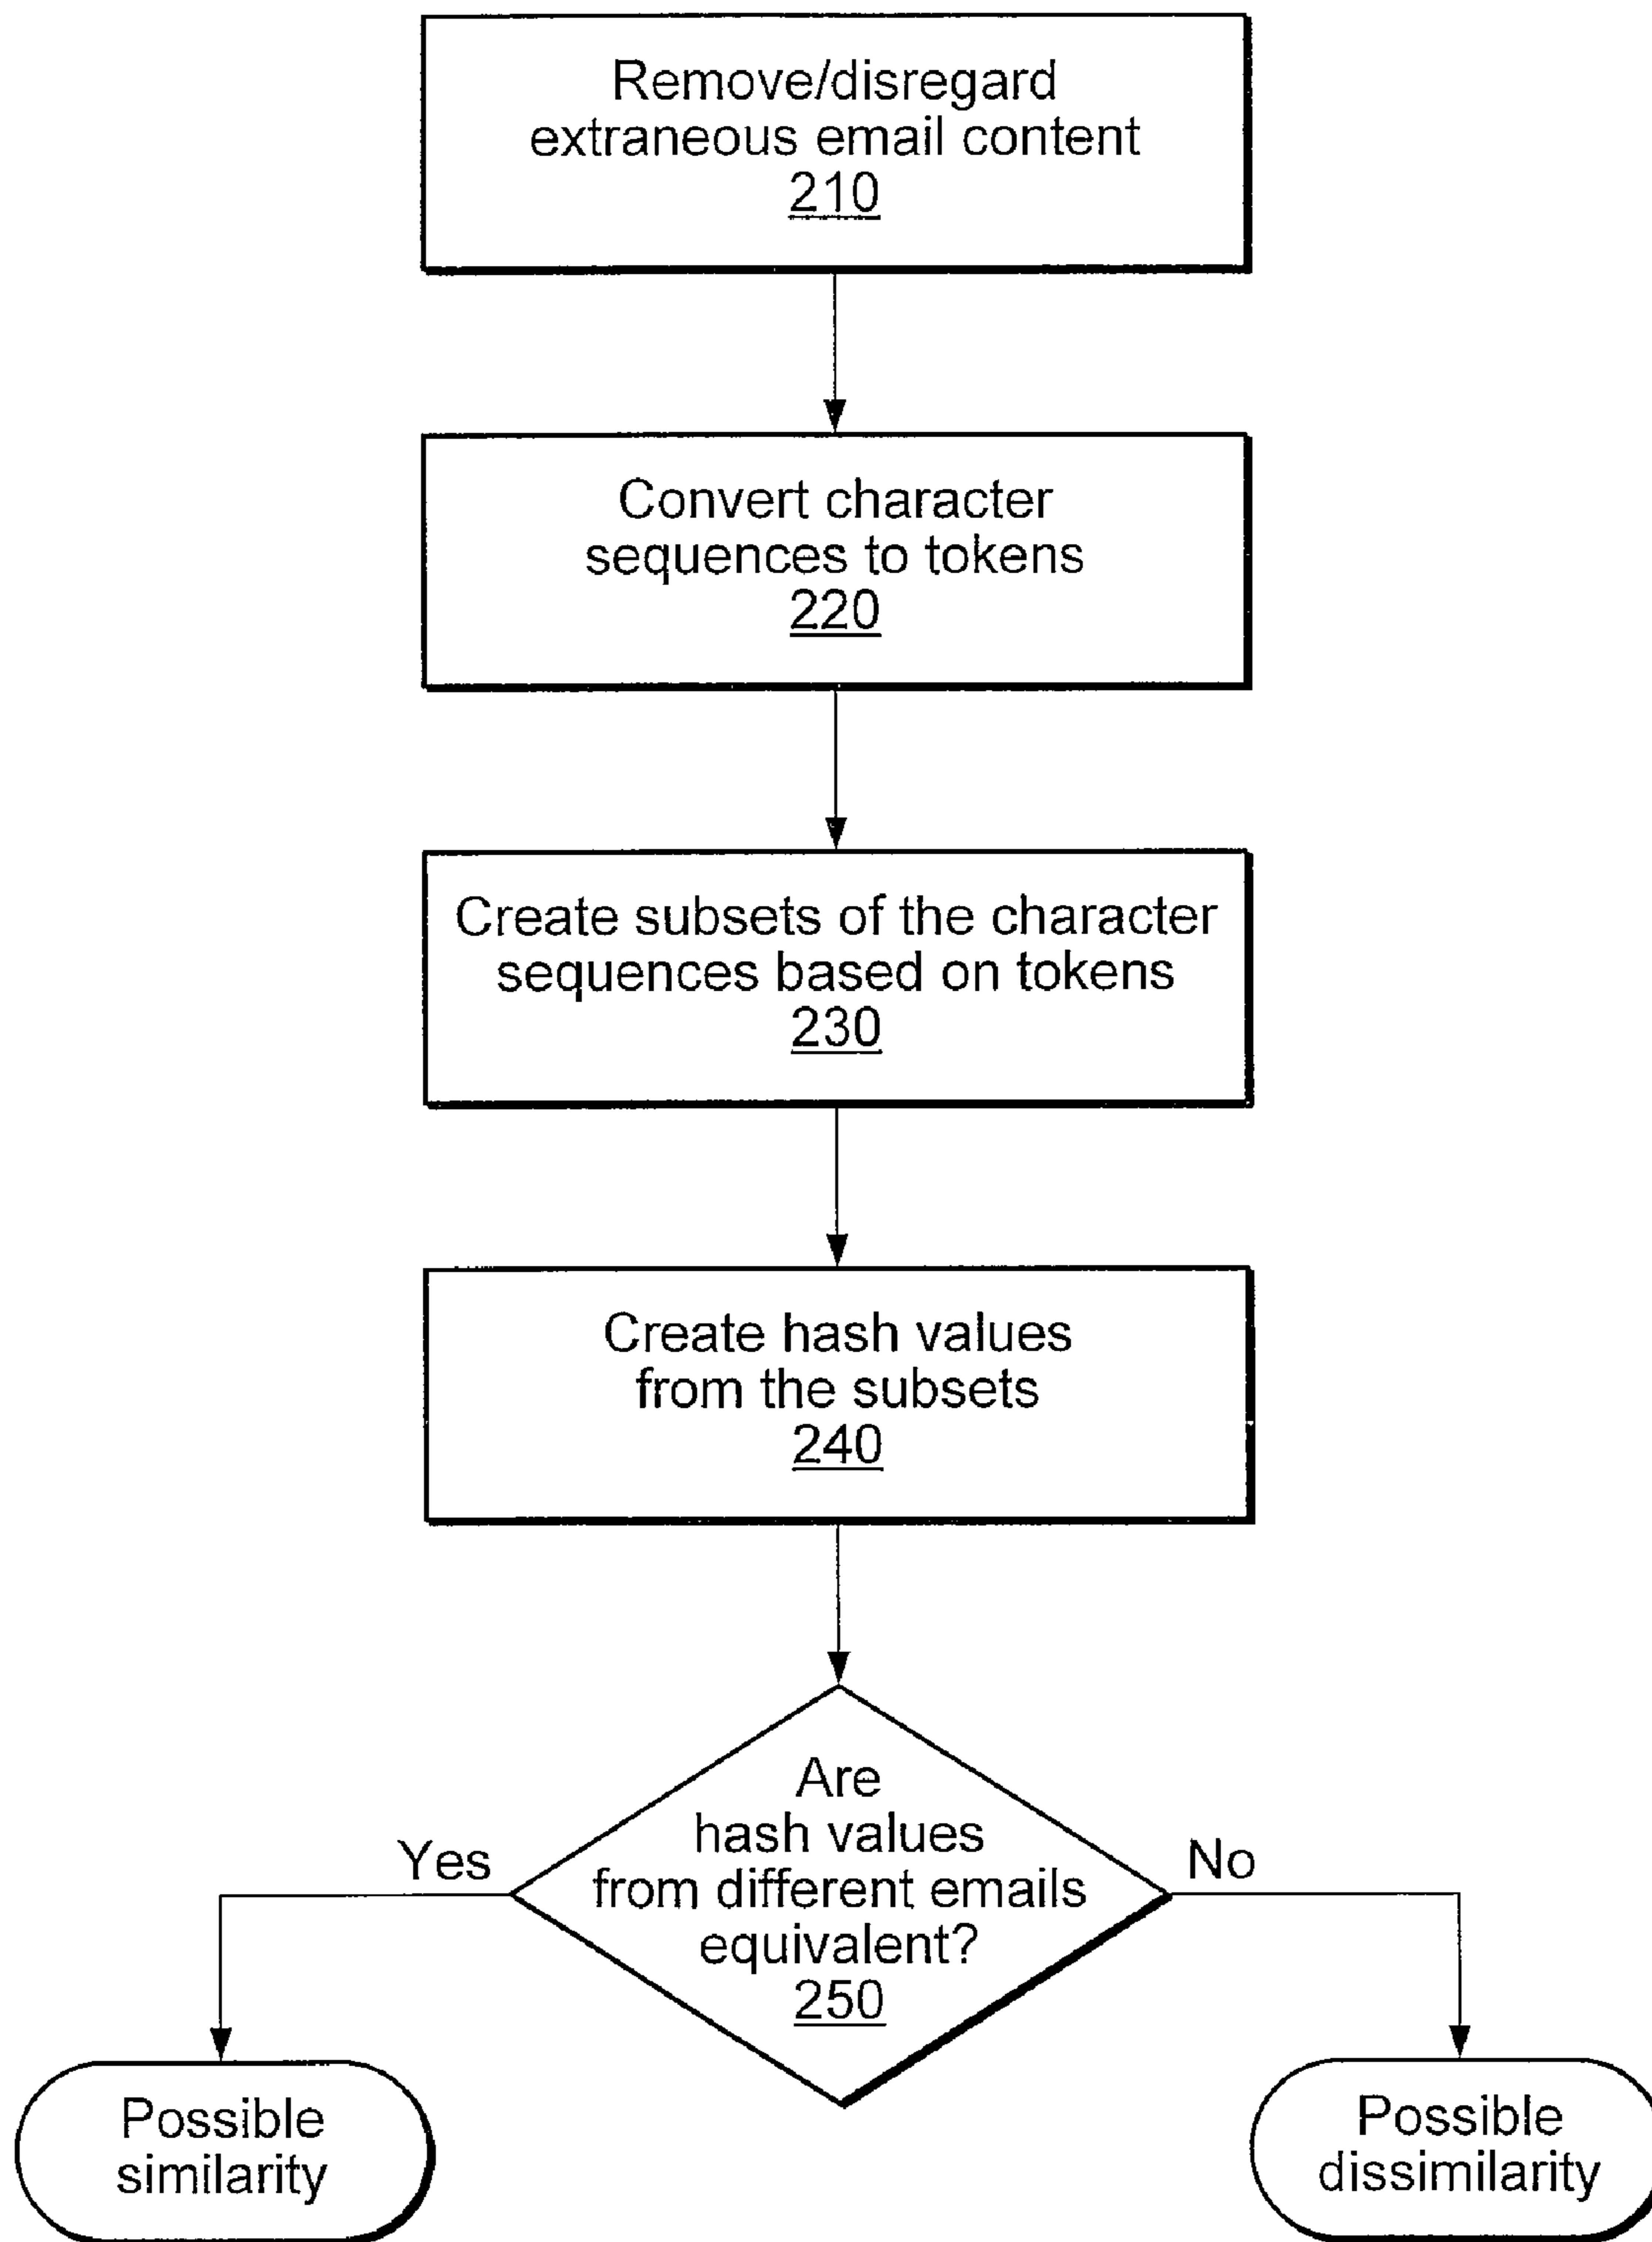 Remove/disregard
extraneous email content
210
Convert character
sequences to tokens
220
Create subsets of the character
sequences based on tokens
230
Create hash values
from the subsets
240
Are
hash values
from different emails
equivalent?
250
Yes
No
Possible
similarity
Possible
dissimilarity